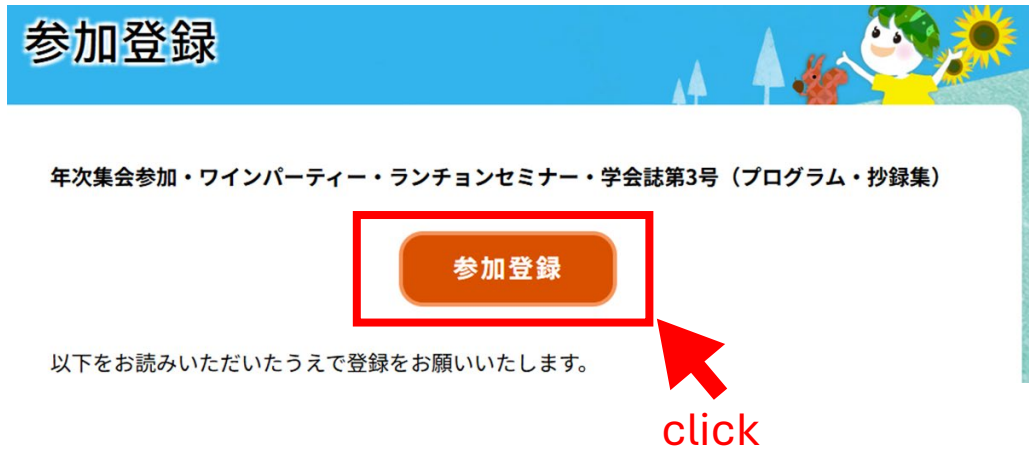 参加登録
年次集会参加・ワインパーティー・ランチョンセミナー・学会誌第3号（プログラム・抄録集）
参加登録
以下をお読みいただいたうえで登録をお願いいたします。
click